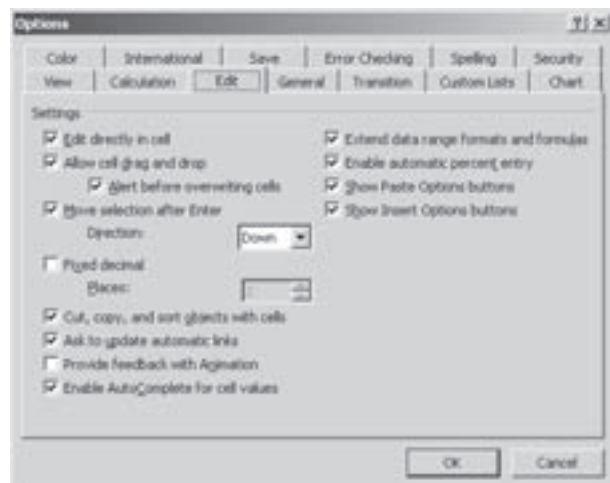 Options
Color International Save Error Checking Spelling Security
View Calculation Edit General Transition Custom Lists Chart
Settings
Edit directly in cell
Allow cell drag and drop
Alert before overwriting cells
Move selection after Enter
Direction: Down
Fixed decimal
Places:
Cut, copy, and sort objects with cells
Ask to update automatic links
Provide feedback with Animation
Enable AutoComplete for cell values
Extend data range formats and formulas
Enable automatic percent entry
Show Paste Options buttons
Show Insert Options buttons
OK Cancel